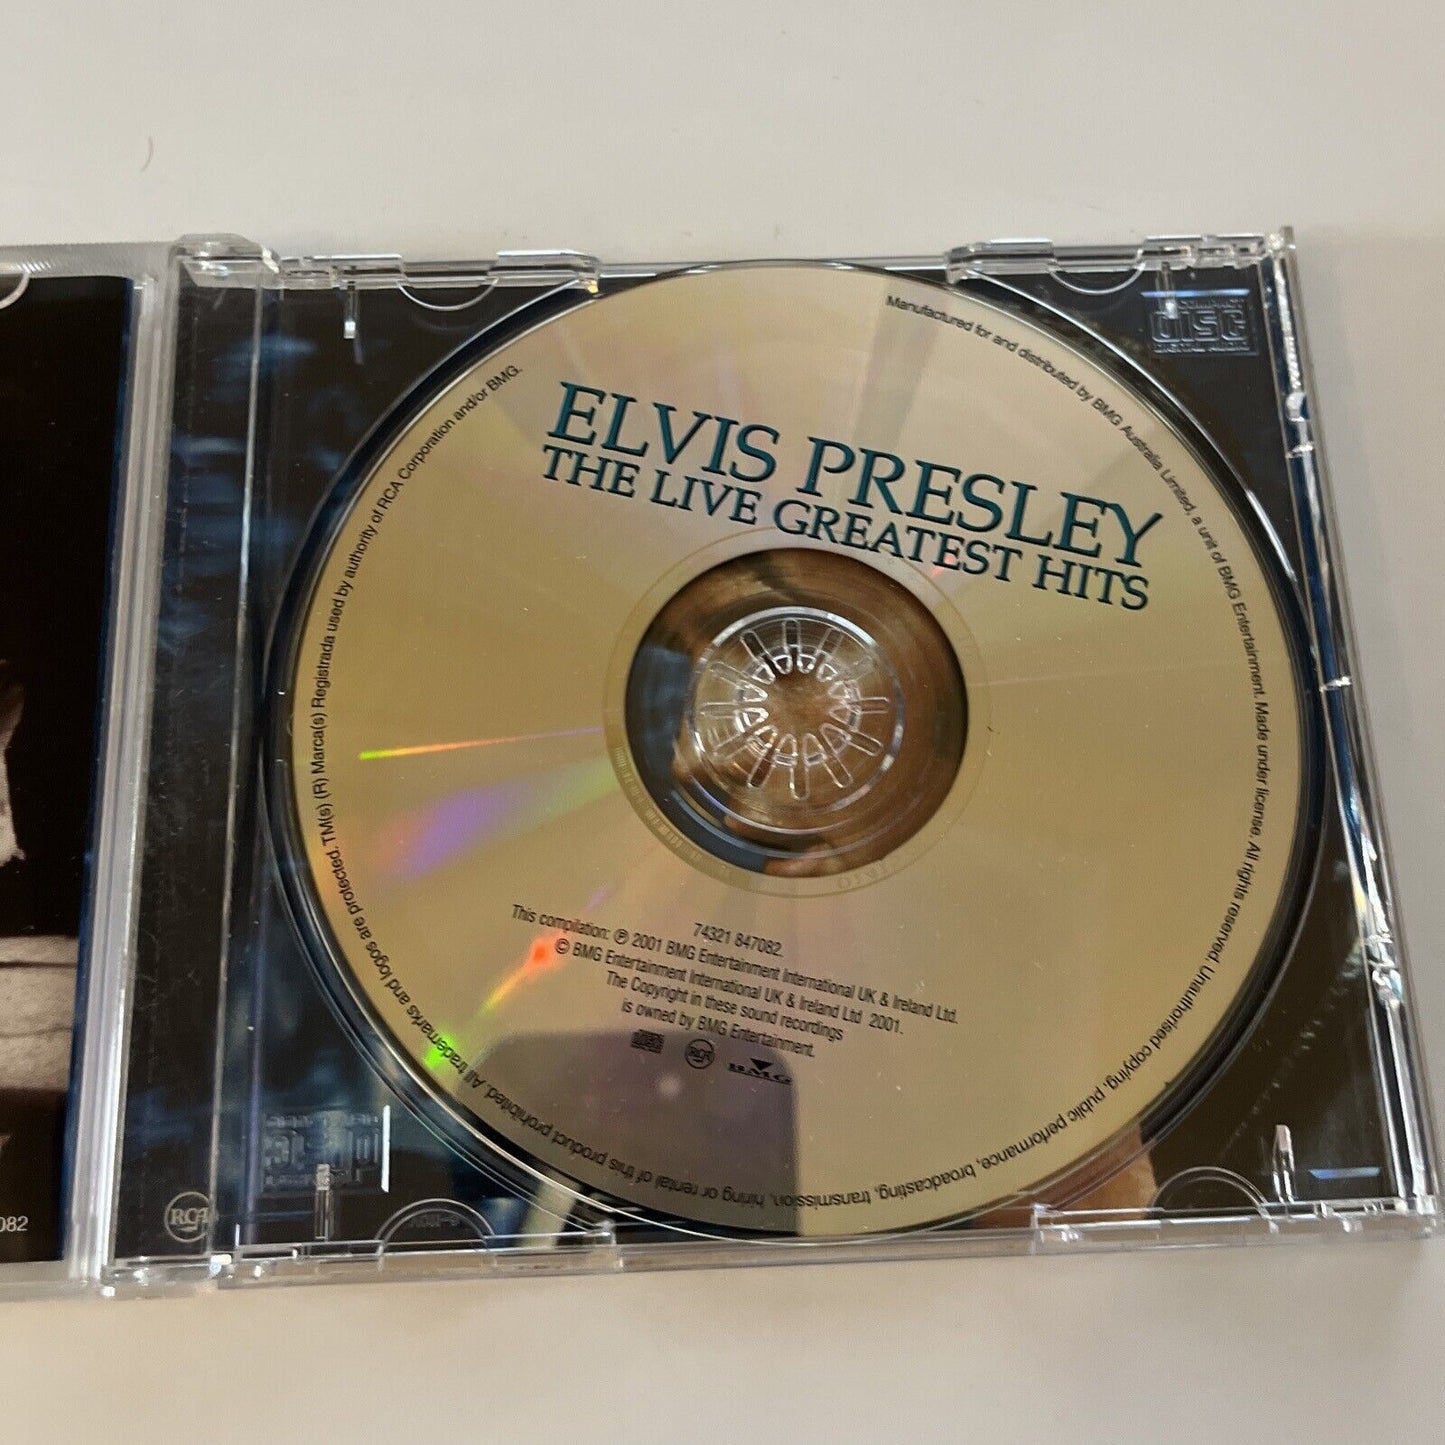 ELVIS PRESLEY
THE LIVE GREATEST HITS
Manufactured for and distributed by BMG Australia Limited, a unit of BMG Entertainment. Made under license. All rights reserved. Unauthorised copying, public performance, broadcasting, transmission, hiring or rental of this product prohibited. All trademarks and logos are protected. TM(s) (R) Marca(s) Registrada used by authority of RCA Corporation and/or BMG.
74321 847082
This compilation: ℗ 2001 BMG Entertainment International UK & Ireland Ltd.
© BMG Entertainment International UK & Ireland Ltd 2001.
The Copyright in these sound recordings
is owned by BMG Entertainment.
RCA
BMG
COMPACT
DISC
DIGITAL AUDIO
RCA
082